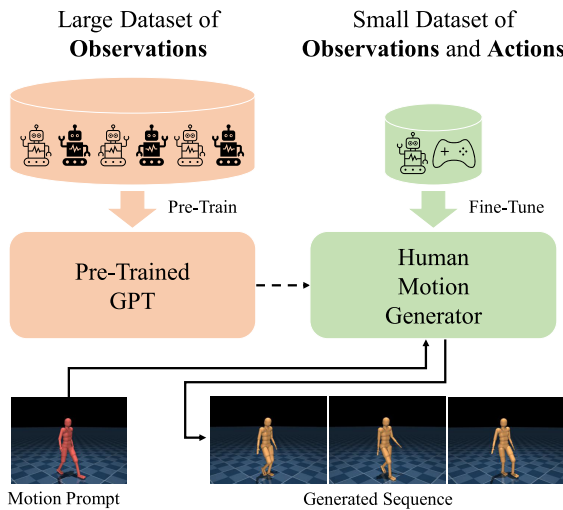 Large Dataset of
Observations
Small Dataset of
Observations and Actions
Pre-Train
Fine-Tune
Pre-Trained
GPT
Human
Motion
Generator
Motion Prompt
Generated Sequence